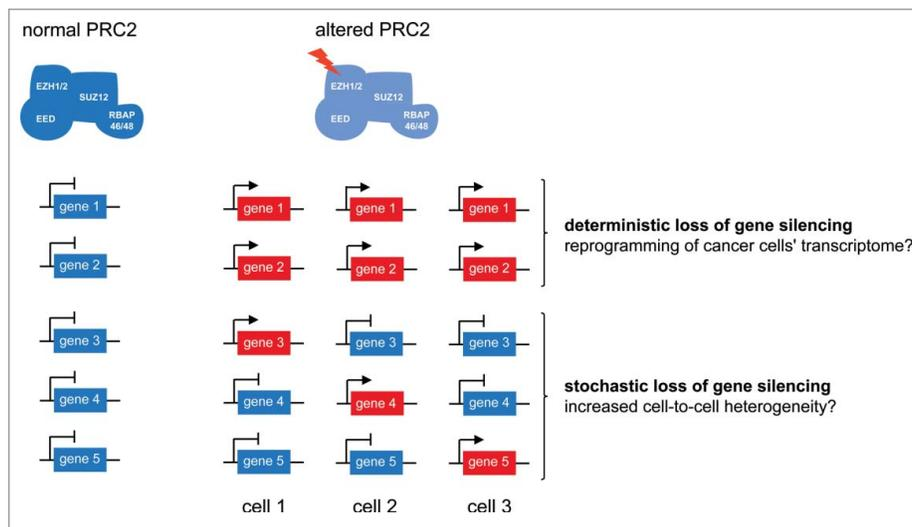 normal PRC2
altered PRC2
EZH1/2
SUZ12
EED
RBAP
46/48
EZH1/2
SUZ12
EED
RBAP
46/48
gene 1
gene 1
gene 1
gene 1
deterministic loss of gene silencing
reprogramming of cancer cells' transcriptome?
gene 2
gene 2
gene 2
gene 2
gene 3
gene 3
gene 3
gene 3
stochastic loss of gene silencing
increased cell-to-cell heterogeneity?
gene 4
gene 4
gene 4
gene 4
gene 5
gene 5
gene 5
gene 5
cell 1
cell 2
cell 3